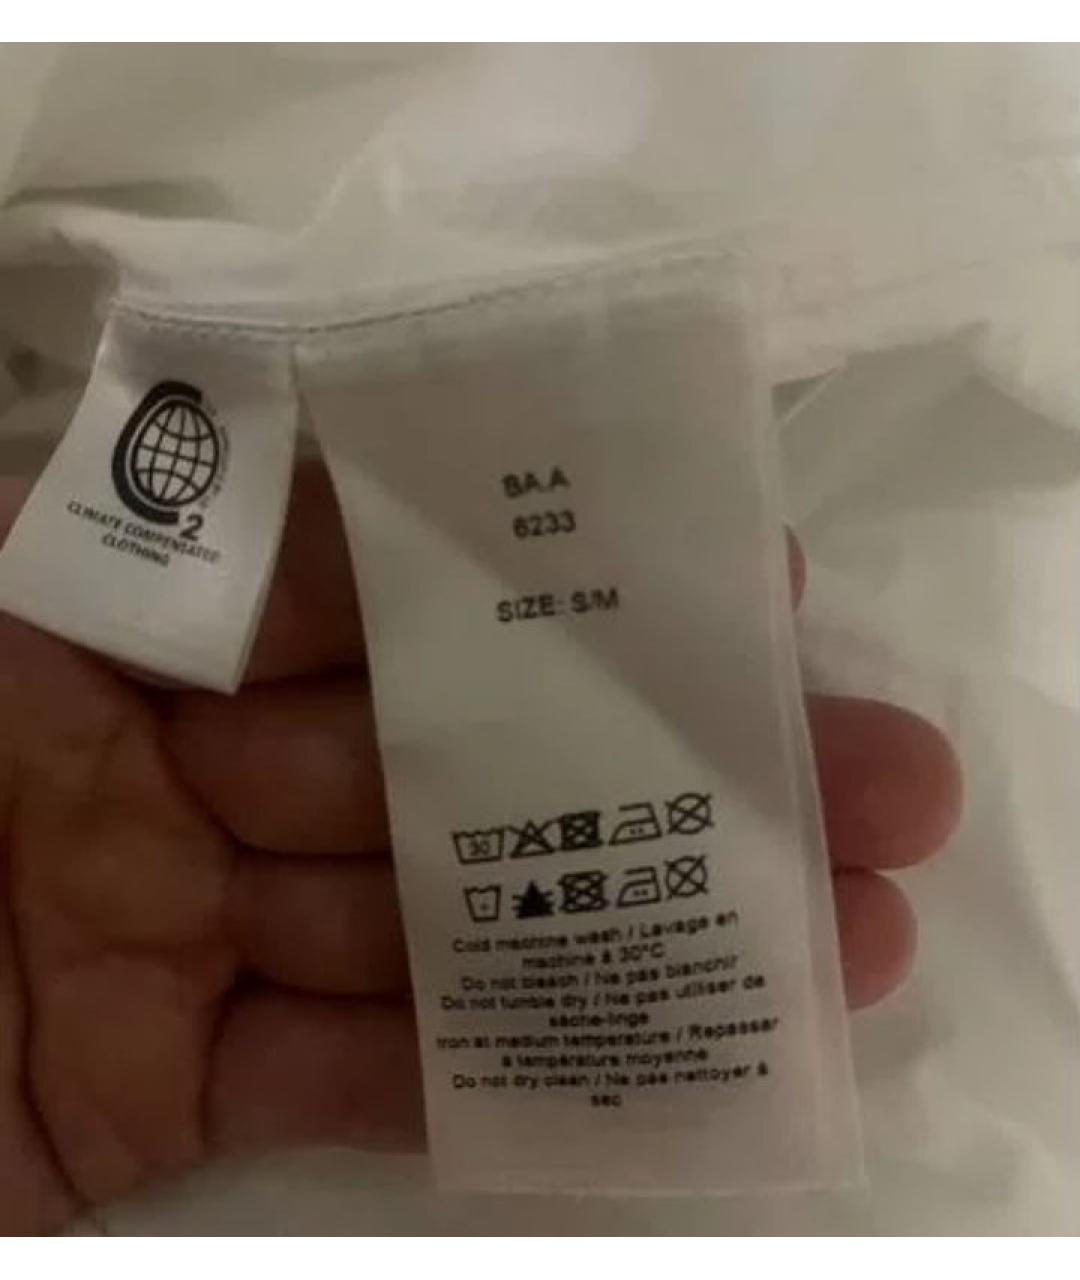 2
CLIMATE COMPENSATED
CLOTHING
BA.A
6233
SIZE: S/M
30
Cold machine wash / Lavage en
machine à 30°C
Do not bleach / Ne pas blanchir
Do not tumble dry / Ne pas utiliser de
sèche-linge
Iron at medium temperature / Repasser
à température moyenne
Do not dry clean / Ne pas nettoyer à
sec